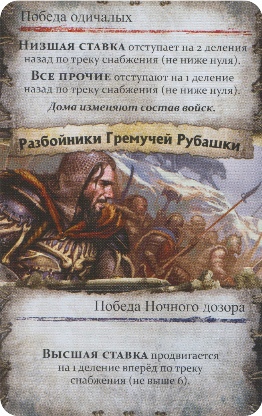 Победа одичалых
Низшая ставка отступает на 2 деления
назад по треку снабжения (не ниже нуля).
Все прочие отступают на 1 деление
назад по треку снабжения (не ниже нуля).
Дома изменяют состав войск.
Разбойники Гремучей Рубашки
Победа Ночного дозора
Высшая ставка продвигается
на 1 деление вперёд по треку
снабжения (не выше 6).